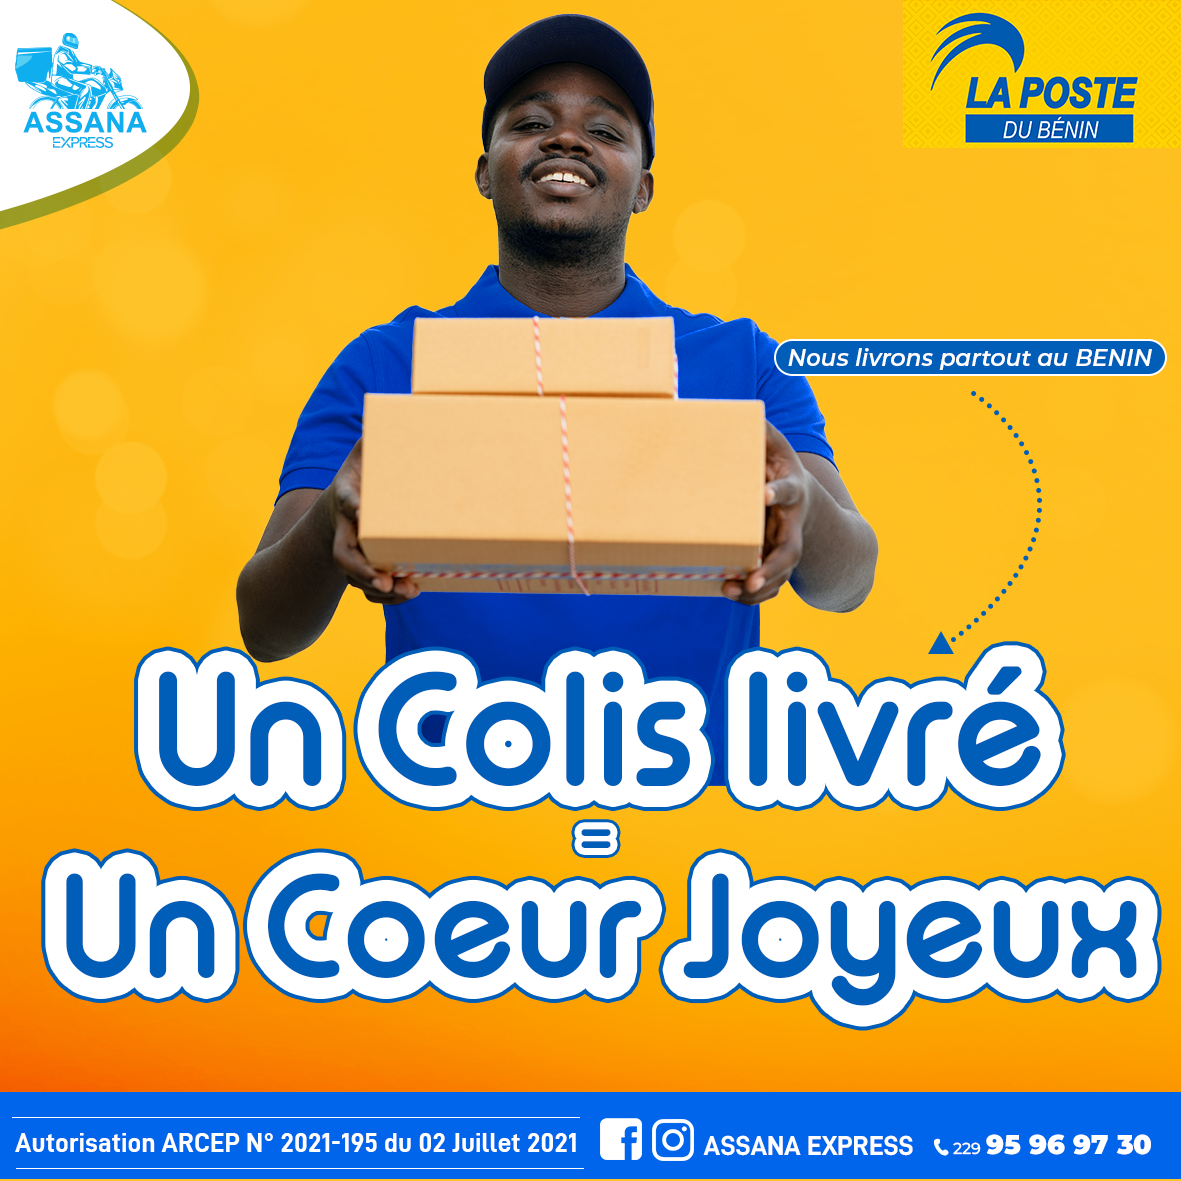 ASSANA
EXPRESS
LA POSTE
DU BÉNIN
Nous livrons partout au BENIN
Un Colis livré
=
Un Coeur Joyeux
Autorisation ARCEP N° 2021-195 du 02 Juillet 2021
ASSANA EXPRESS
229 95 96 97 30